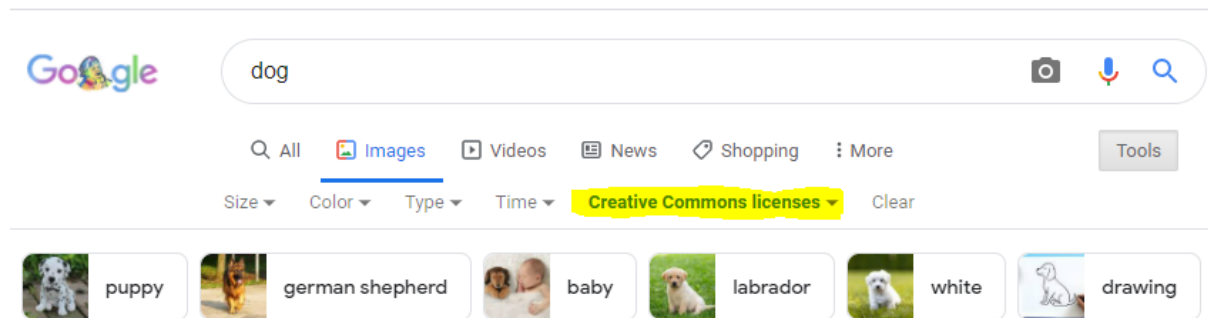 Google
dog
All Images Videos News Shopping More Tools
Size Color Type Time Creative Commons licenses Clear
puppy german shepherd baby labrador white drawing